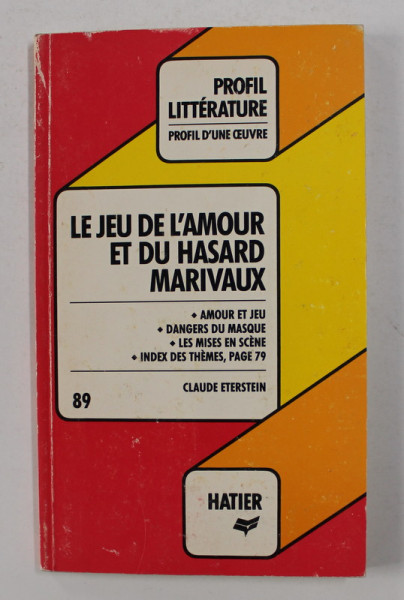 PROFIL
LITTÉRATURE
PROFIL D'UNE ŒUVRE
LE JEU DE L'AMOUR
ET DU HASARD
MARIVAUX
◆ AMOUR ET JEU
◆ DANGERS DU MASQUE
◆ LES MISES EN SCÈNE
◆ INDEX DES THÈMES, PAGE 79
CLAUDE ETERSTEIN
89
HATIER